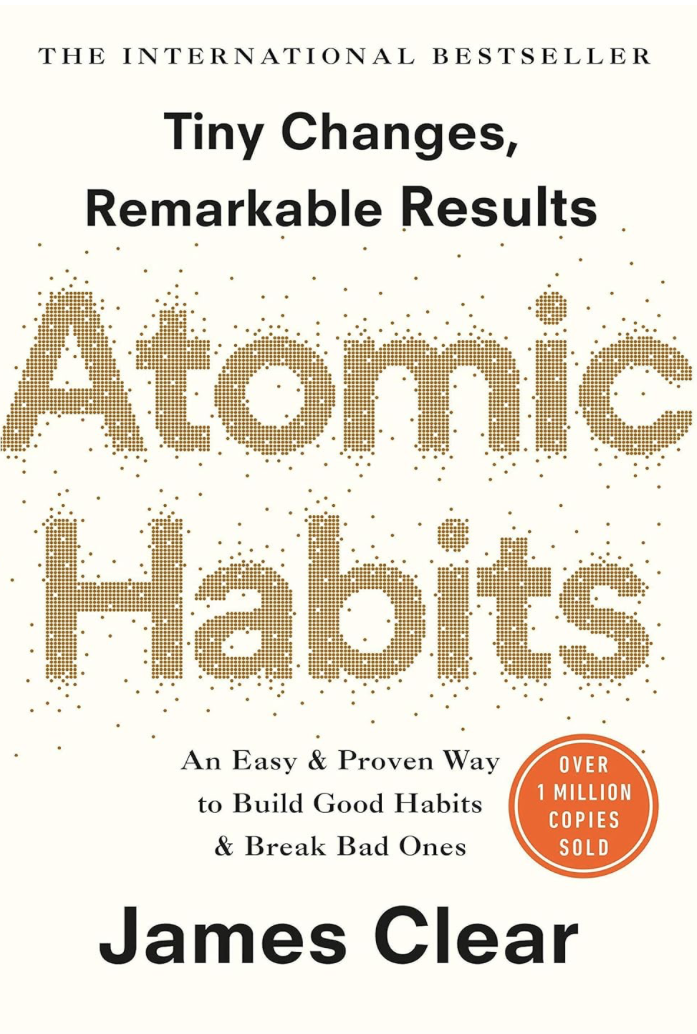 THE INTERNATIONAL BESTSELLER
Tiny Changes,
Remarkable Results
Atomic
Habits
An Easy & Proven Way
to Build Good Habits
& Break Bad Ones
OVER
1 MILLION
COPIES
SOLD
James Clear